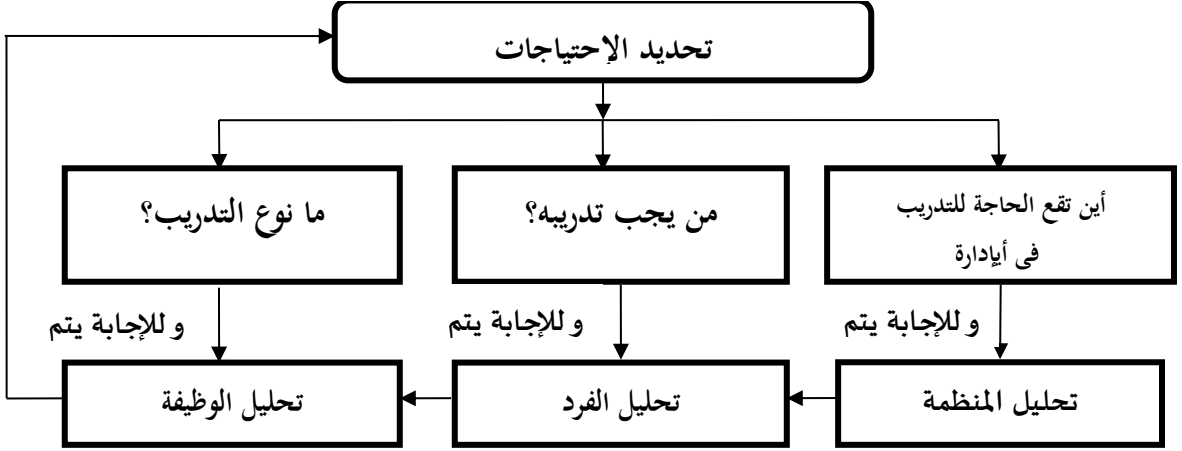 تحديد الإحتياجات
أين تقع الحاجة للتدريب
فى أيإدارة
من يجب تدريبه؟
ما نوع التدريب؟
و للإجابة يتم
و للإجابة يتم
و للإجابة يتم
تحليل المنظمة
تحليل الفرد
تحليل الوظيفة